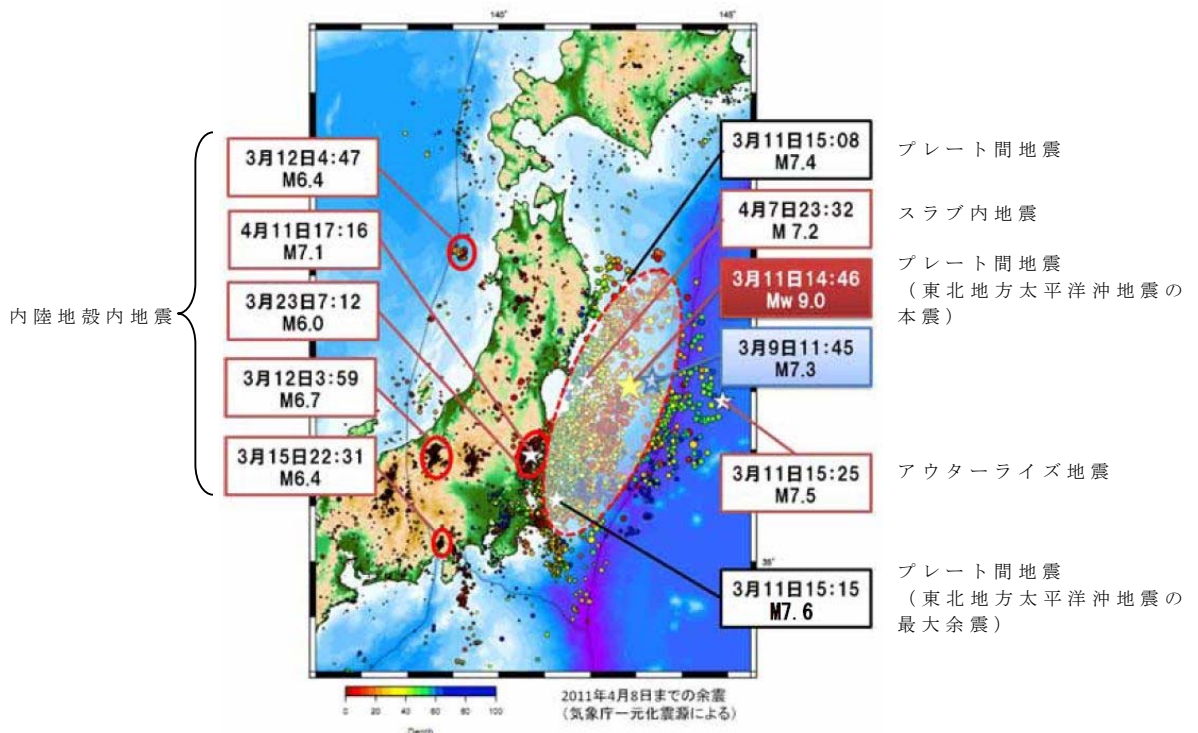 140°
145°
3月12日4:47
M6.4
4月11日17:16
M7.1
3月23日7:12
M6.0
3月12日3:59
M6.7
3月15日22:31
M6.4
内陸地殻内地震
3月11日15:08
M7.4
プレート間地震
4月7日23:32
M 7.2
スラブ内地震
3月11日14:46
Mw 9.0
プレート間地震
（東北地方太平洋沖地震の
本震）
3月9日11:45
M7.3
3月11日15:25
M7.5
アウターライズ地震
35°
3月11日15:15
M7.6
プレート間地震
（東北地方太平洋沖地震の
最大余震）
0 20 40 60 80 100
Depth
2011年4月8日までの余震
(気象庁一元化震源による)